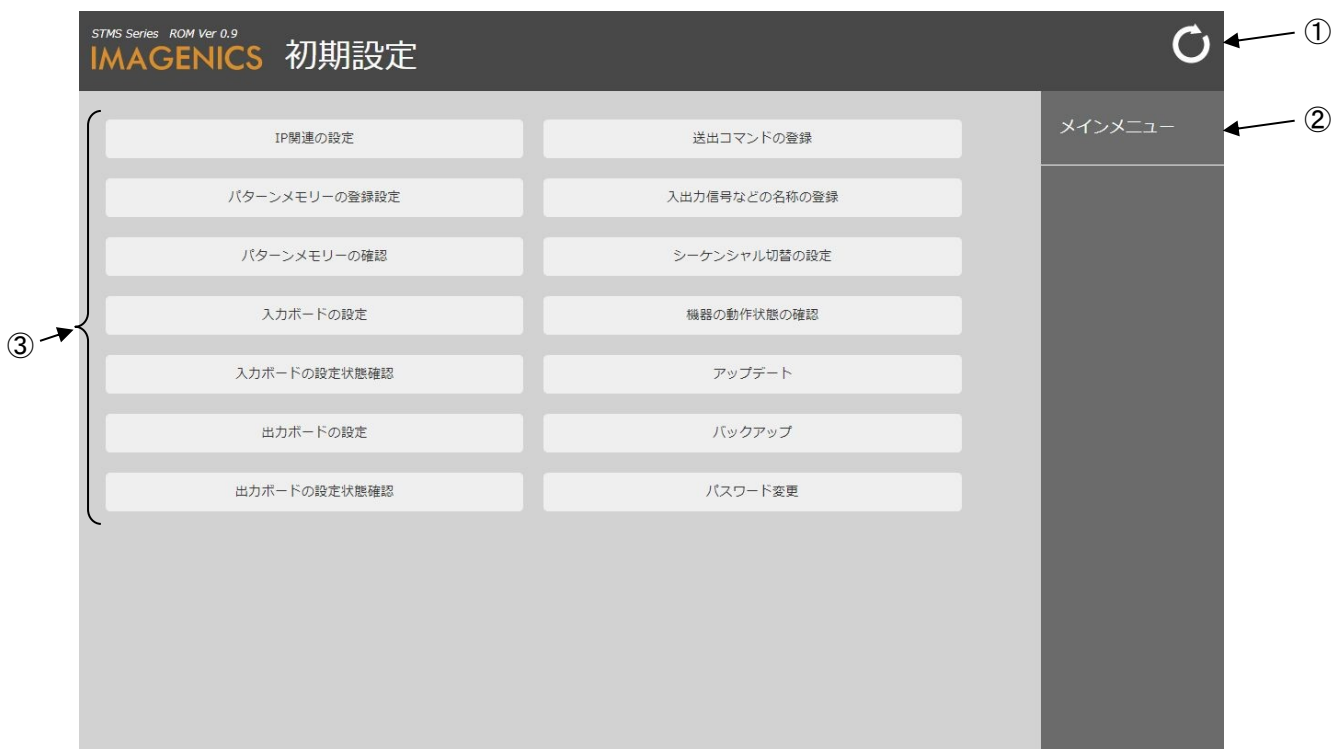 STMS Series ROM Ver 0.9
IMAGENICS 初期設定
①
メインメニュー
②
③
IP関連の設定
送出コマンドの登録
パターンメモリーの登録設定
入出力信号などの名称の登録
パターンメモリーの確認
シーケンシャル切替の設定
入力ボードの設定
機器の動作状態の確認
入力ボードの設定状態確認
アップデート
出力ボードの設定
バックアップ
出力ボードの設定状態確認
パスワード変更